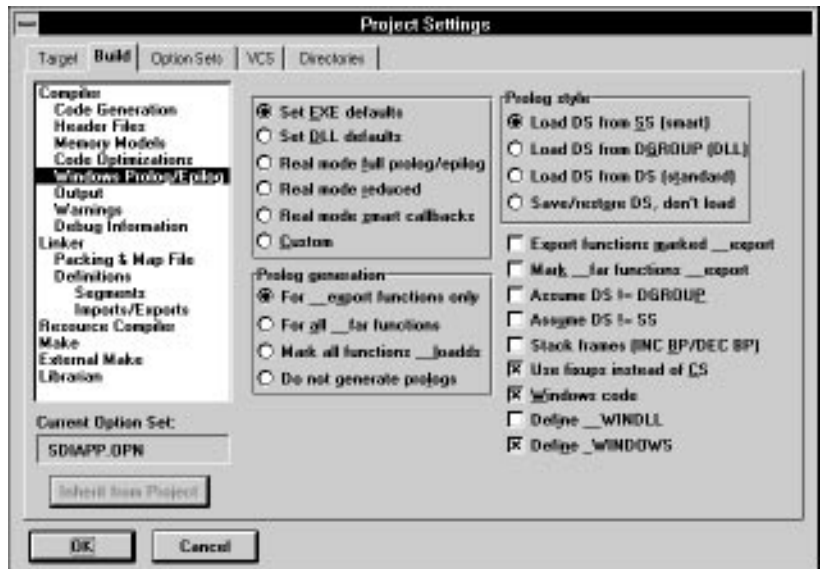 Project Settings
Target Build Option Sets VCS Directories
Compiler
Code Generation
Header Files
Memory Models
Code Optimizations
Windows Prolog/Epilog
Output
Warnings
Debug Information
Linker
Packing & Map File
Definitions
Segments
Imports/Exports
Resource Compiler
Make
External Make
Librarian
Current Option Set:
SDIAPP.OPN
Inherit from Project
Set EXE defaults
Set DLL defaults
Real mode full prolog/epilog
Real mode reduced
Real mode smart callbacks
Custom
Prolog generation
For __export functions only
For all __far functions
Mark all functions __loadds
Do not generate prologs
Prolog style
Load DS from SS (smart)
Load DS from DGROUP (DLL)
Load DS from DS (standard)
Save/restore DS, don't load
Export functions marked __export
Mark __far functions __export
Assume DS != DGROUP
Assume DS != SS
Stack frames (INC BP/DEC BP)
Use fixups instead of CS
Windows code
Define __WINDLL
Define _WINDOWS
OK Cancel